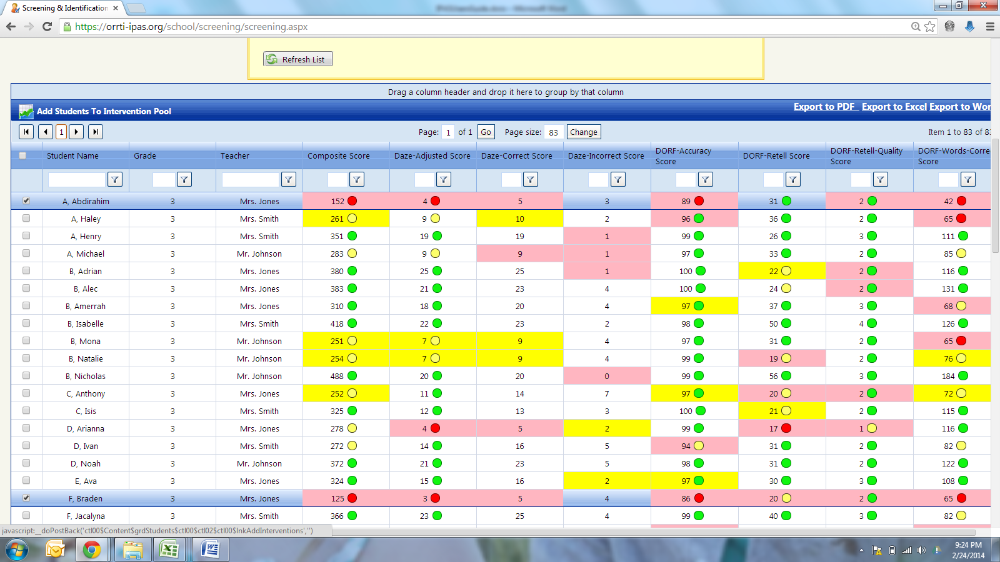 Screening & Identification
https://orrti-ipas.org/school/screening/screening.aspx
Refresh List
Drag a column header and drop it here to group by that column
Add Students To Intervention Pool
Export to PDF Export to Excel Export to Wor
1 Page: 1 of 1 Go Page size: 83 Change Item 1 to 83 of 83
Student Name Grade Teacher Composite Score Daze-Adjusted Score Daze-Correct Score Daze-Incorrect Score DORF-Accuracy Score DORF-Retell Score DORF-Retell-Quality Score DORF-Words-Corre Score
A, Abdirahim 3 Mrs. Jones 152 4 5 3 89 31 2 42
A, Haley 3 Mrs. Smith 261 9 10 2 96 36 2 65
A, Henry 3 Mrs. Smith 351 19 19 1 99 26 3 111
A, Michael 3 Mr. Johnson 283 9 9 1 97 33 2 85
B, Adrian 3 Mrs. Jones 380 25 25 1 100 22 2 116
B, Alec 3 Mrs. Jones 383 21 23 4 100 24 2 131
B, Amerrah 3 Mrs. Jones 310 18 20 4 97 37 3 68
B, Isabelle 3 Mrs. Smith 418 22 23 2 98 50 4 126
B, Mona 3 Mr. Johnson 251 7 9 4 97 31 2 65
B, Natalie 3 Mr. Johnson 254 7 9 4 99 19 2 76
B, Nicholas 3 Mr. Johnson 488 20 20 0 99 56 3 184
C, Anthony 3 Mrs. Jones 252 11 14 7 97 20 2 72
C, Isis 3 Mrs. Smith 325 12 13 3 100 21 2 115
D, Arianna 3 Mrs. Jones 278 4 5 2 99 17 1 116
D, Ivan 3 Mrs. Smith 272 14 16 5 94 31 2 82
D, Noah 3 Mr. Johnson 372 21 23 5 98 31 2 122
E, Ava 3 Mrs. Jones 324 15 16 2 97 30 3 108
F, Braden 3 Mrs. Jones 125 3 5 4 86 20 2 65
F, Jacalyna 3 Mrs. Smith 366 23 25 4 99 40 3 82
javascript:__doPostBack('ctl00$Content$grdStudents$ctl00$ctl02$ctl00$lnkAddInterventions','')
9:24 PM
2/24/2014